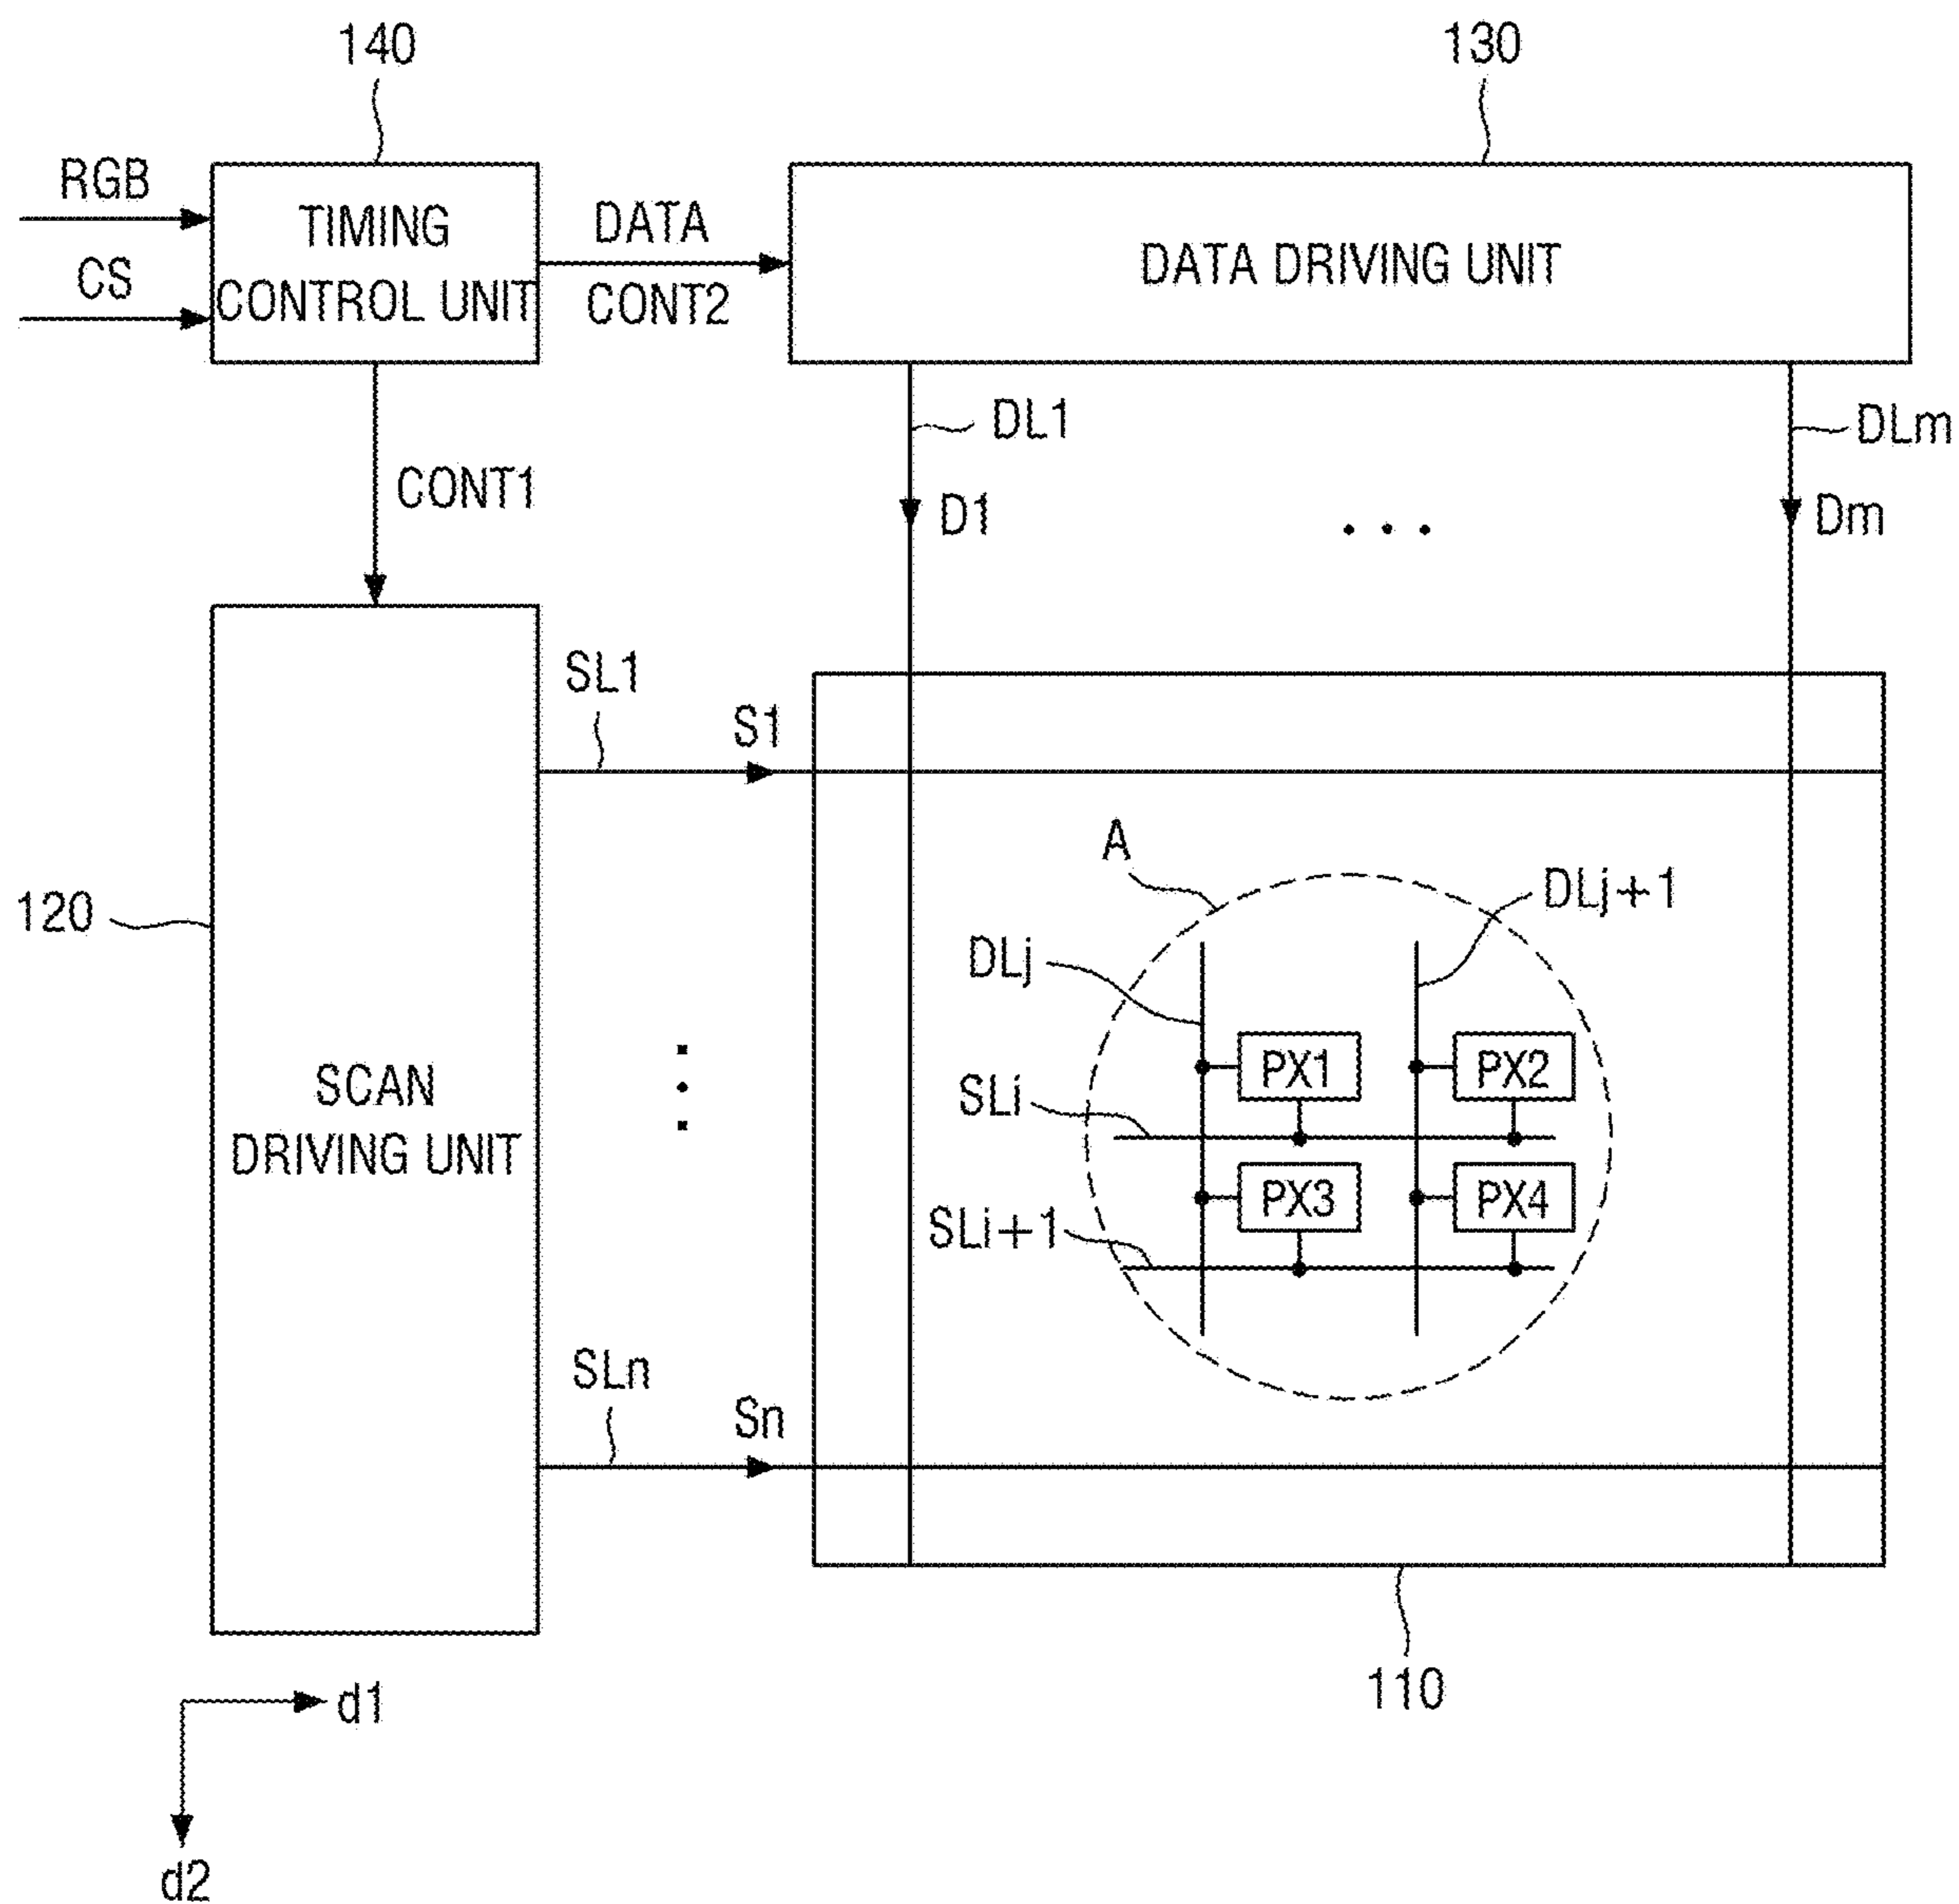 140
130
RGB
CS
TIMING
CONTROL UNIT
DATA
CONT2
DATA DRIVING UNIT
DL1
DLm
CONT1
D1
. . .
Dm
SL1
S1
A
DLj+1
120
DLj
PX1
PX2
SCAN
DRIVING UNIT
SLi
PX3
PX4
SLi+1
SLn
Sn
110
d1
d2